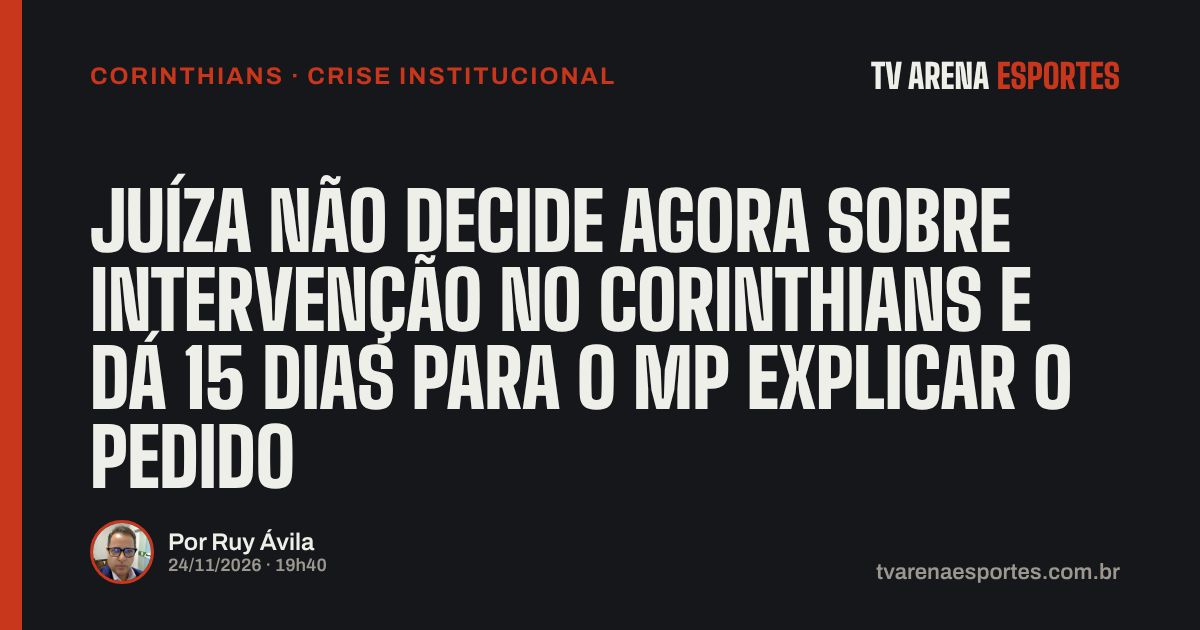 CORINTHIANS · CRISE INSTITUCIONAL
TV ARENA ESPORTES
JUÍZA NÃO DECIDE AGORA SOBRE
INTERVENÇÃO NO CORINTHIANS E
DÁ 15 DIAS PARA O MP EXPLICAR O
PEDIDO
Por Ruy Ávila
24/11/2026 · 19h40
tvarenaesportes.com.br